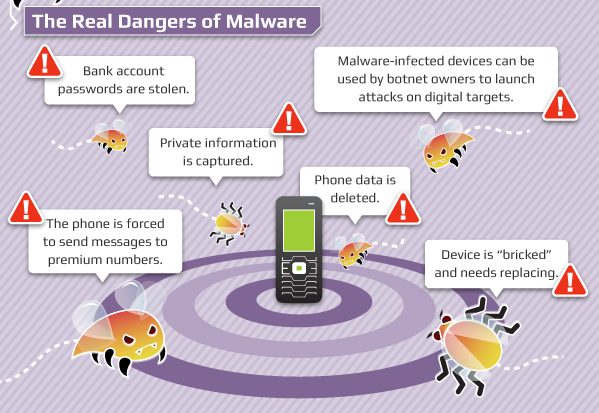 The Real Dangers of Malware
Bank account
passwords are stolen.
Malware-infected devices can be
used by botnet owners to launch
attacks on digital targets.
Private information
is captured.
Phone data is
deleted.
The phone is forced
to send messages to
premium numbers.
Device is “bricked”
and needs replacing.